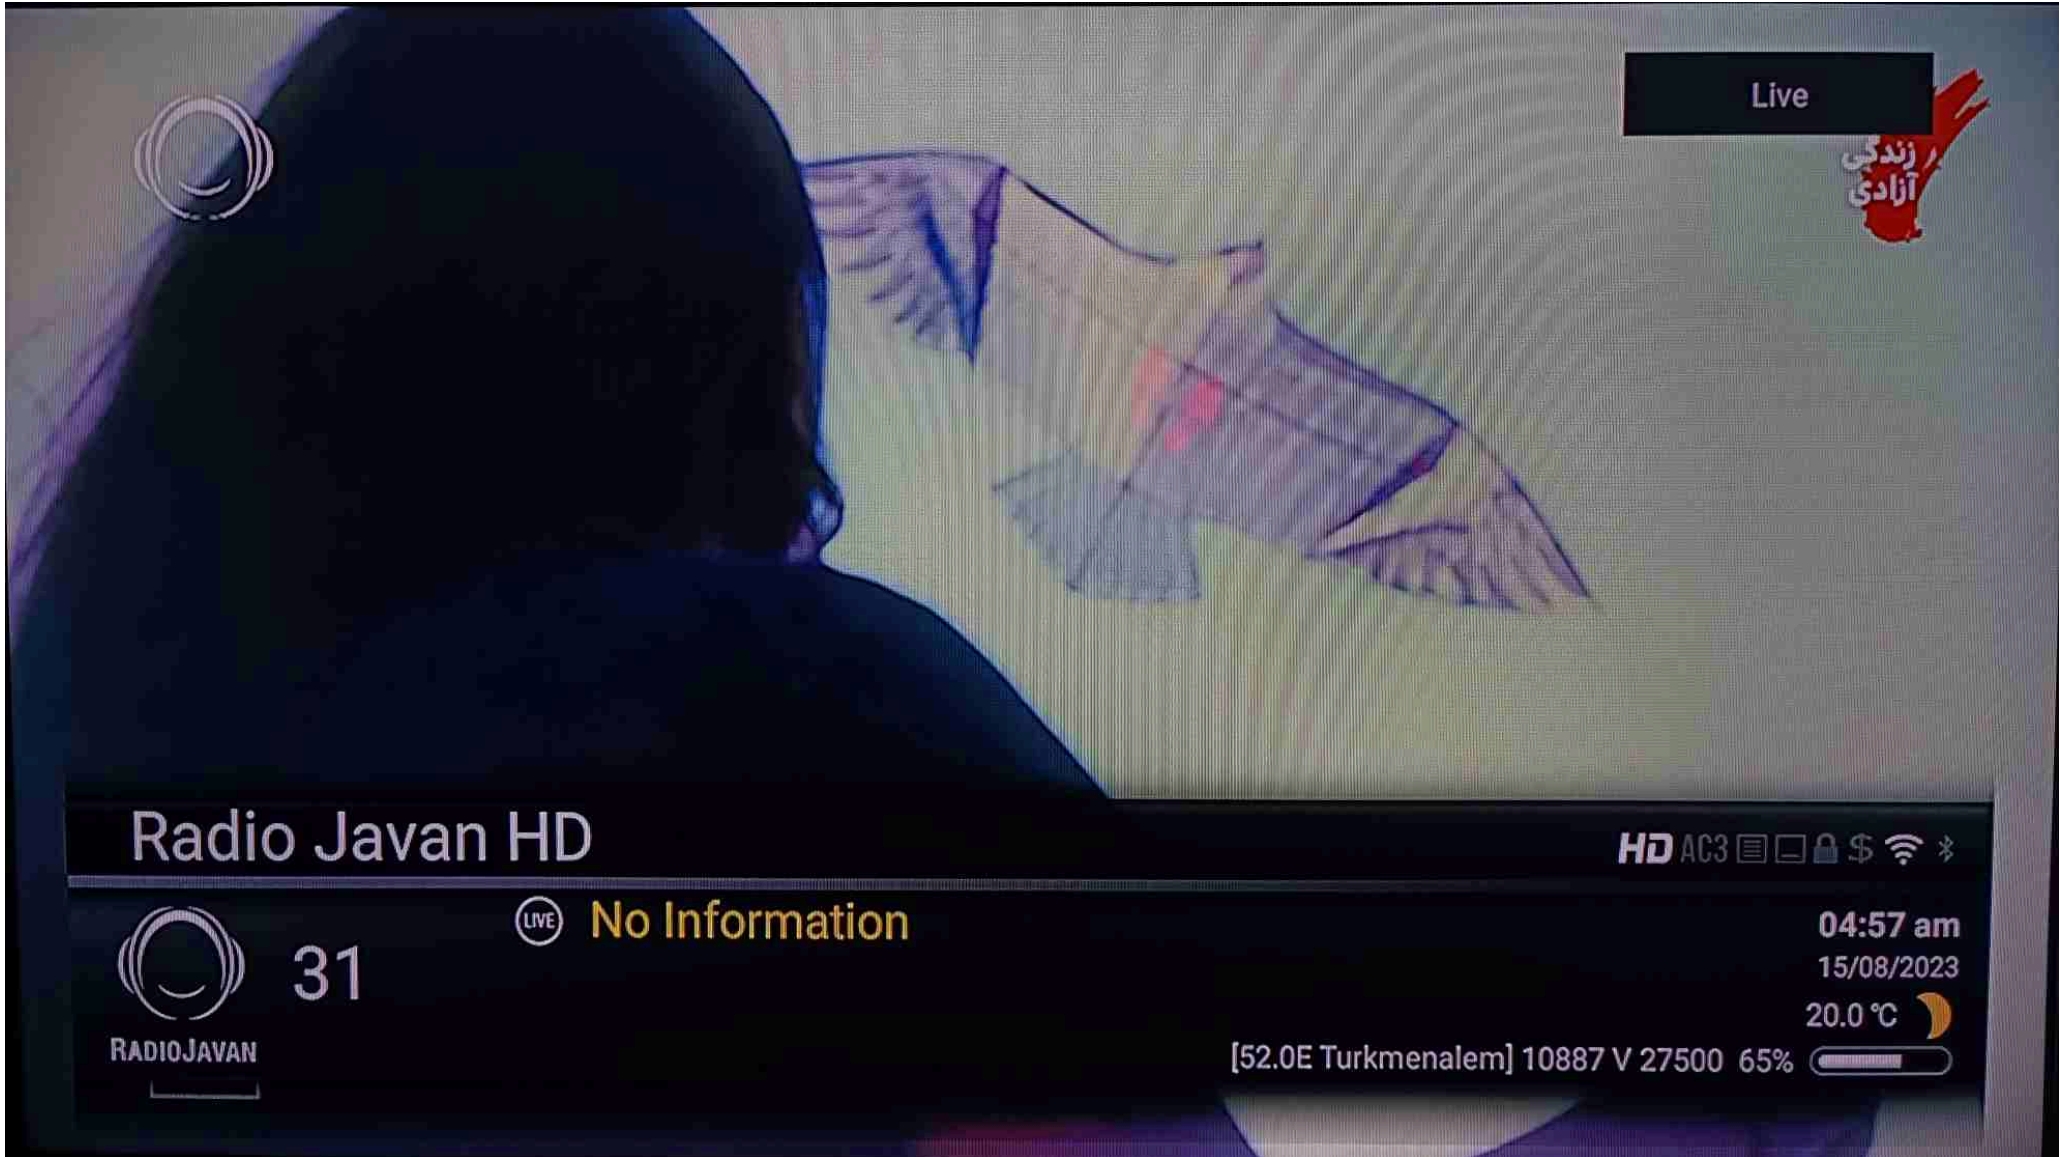 Live
زندگی
آزادی
Radio Javan HD
HD AC3 $
LIVE No Information
04:57 am
31
15/08/2023
20.0 °C
RADIOJAVAN
[52.0E Turkmenalem] 10887 V 27500 65%